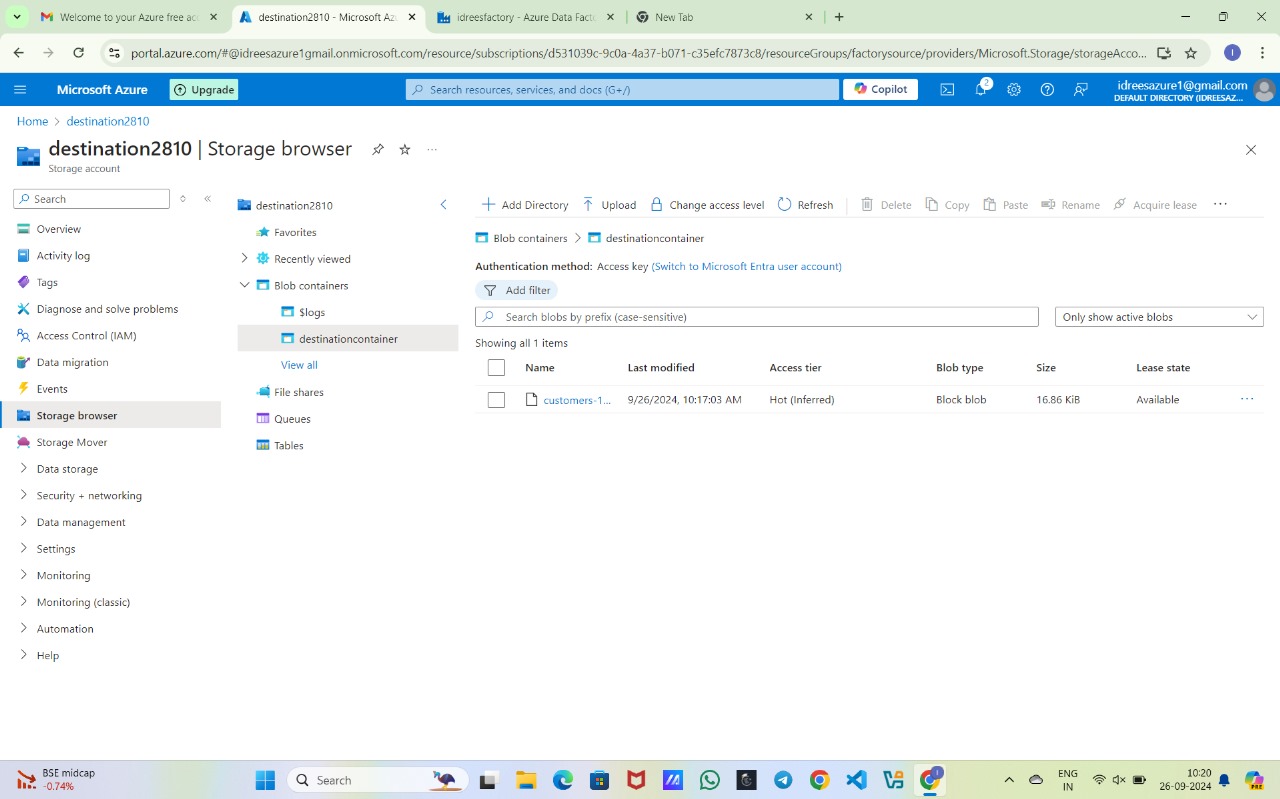 Welcome to your Azure free acc
destination2810 - Microsoft Azu
idreesfactory - Azure Data Facto
New Tab
portal.azure.com/#@idreesazure1gmail.onmicrosoft.com/resource/subscriptions/d531039c-9c0a-4a37-b071-c35efc7873c8/resourceGroups/factorysource/providers/Microsoft.Storage/storageAcco...
I
Microsoft Azure
Upgrade
Search resources, services, and docs (G+/)
Copilot
2
idreesazure1@gmail.com
DEFAULT DIRECTORY (IDREESAZ...
Home > destination2810
destination2810 | Storage browser
Storage account
Search
Overview
Activity log
Tags
Diagnose and solve problems
Access Control (IAM)
Data migration
Events
Storage browser
Storage Mover
Data storage
Security + networking
Data management
Settings
Monitoring
Monitoring (classic)
Automation
Help
destination2810
Favorites
Recently viewed
Blob containers
$logs
destinationcontainer
View all
File shares
Queues
Tables
Add Directory Upload Change access level Refresh Delete Copy Paste Rename Acquire lease
Blob containers > destinationcontainer
Authentication method: Access key (Switch to Microsoft Entra user account)
Add filter
Search blobs by prefix (case-sensitive)
Only show active blobs
Showing all 1 items
Name Last modified Access tier Blob type Size Lease state
customers-1... 9/26/2024, 10:17:03 AM Hot (Inferred) Block blob 16.86 KiB Available
BSE midcap
-0.74%
Search
ENG
IN
10:20
26-09-2024
PRE